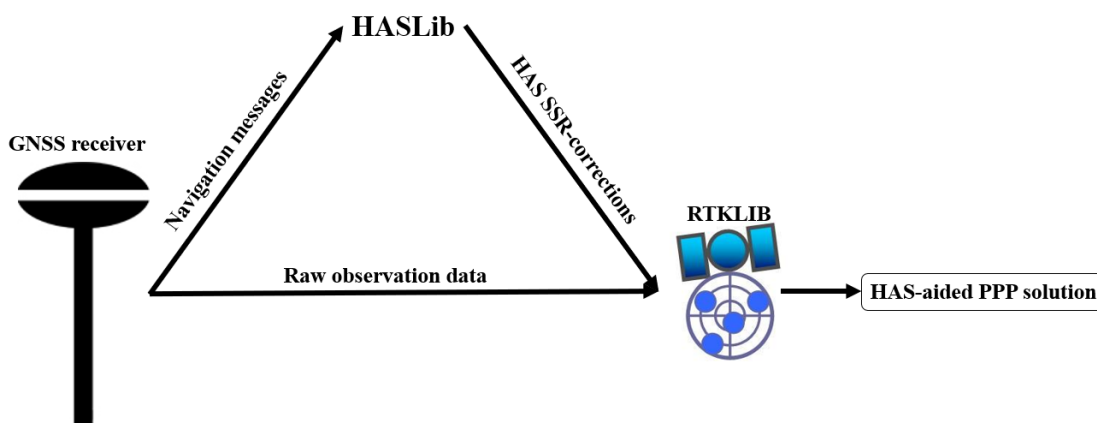 HASLib
GNSS receiver
Navigation messages
HAS SSR-corrections
RTKLIB
Raw observation data
HAS-aided PPP solution